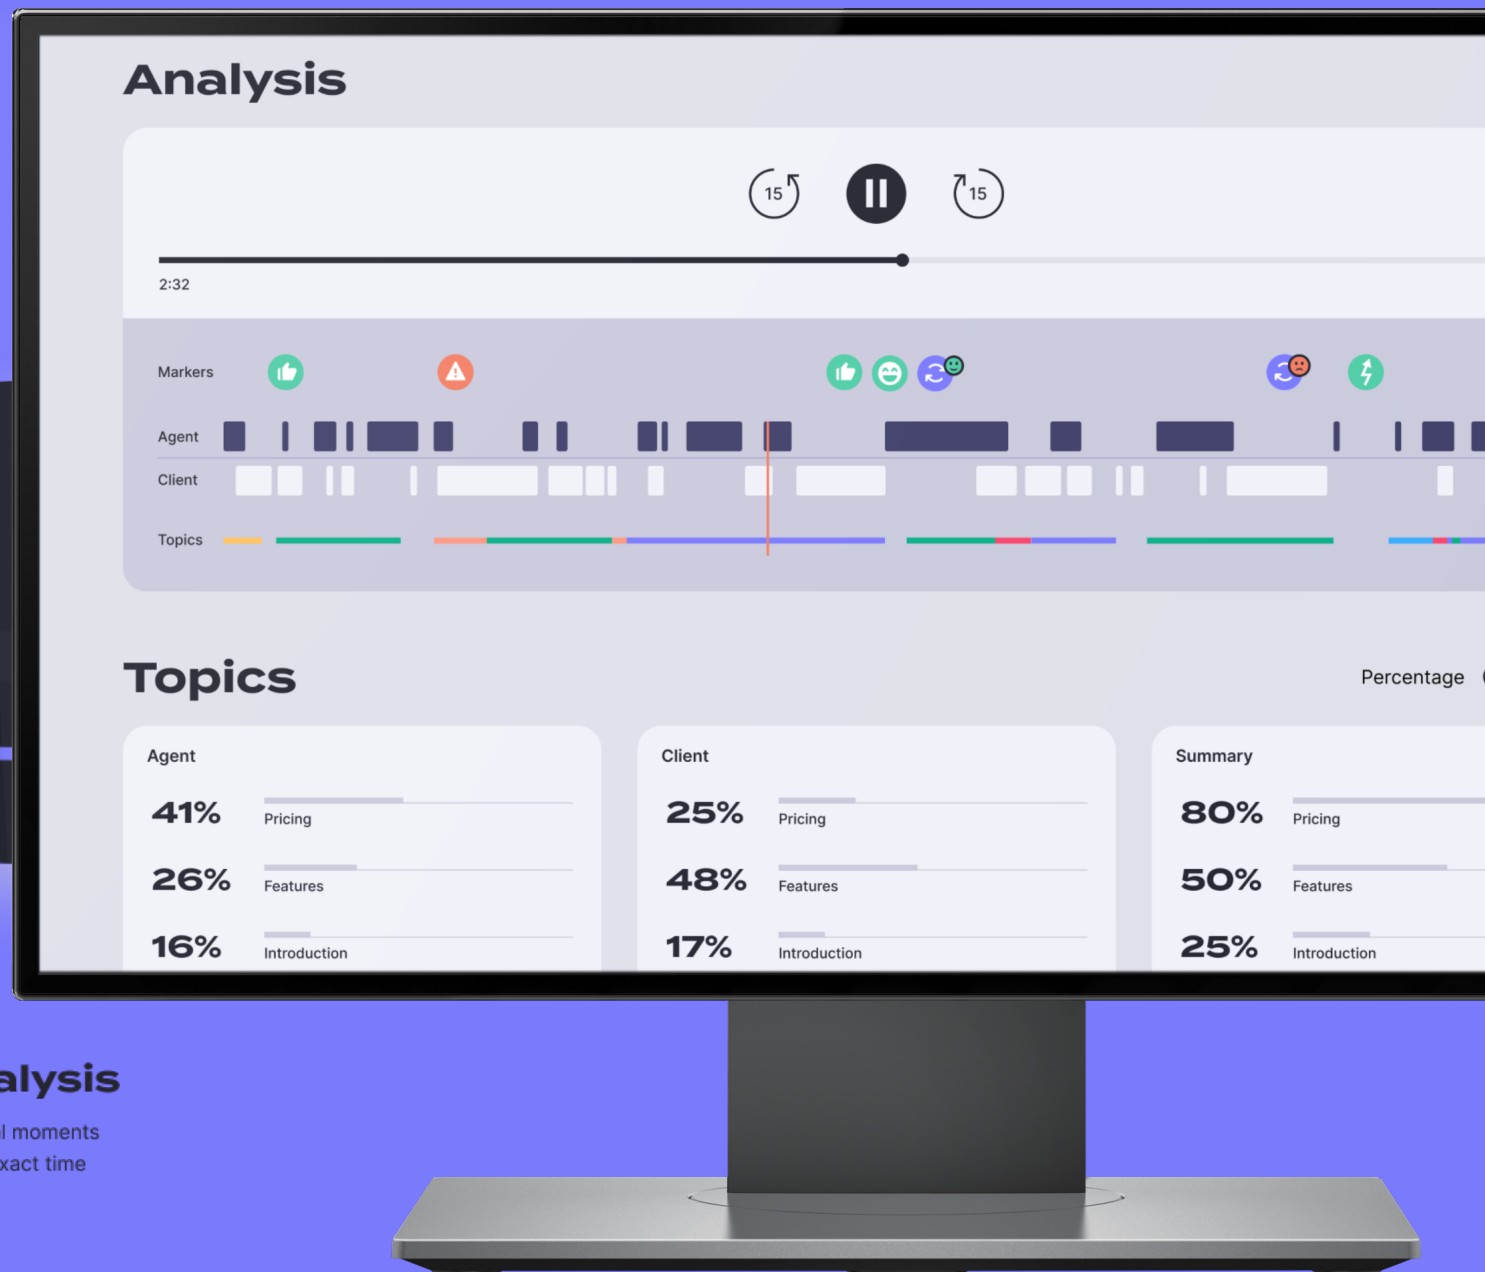 Analysis
15
15
2:32
Markers
Agent
Client
Topics
Topics
Percentage
Agent
41%
Pricing
26%
Features
16%
Introduction
Client
25%
Pricing
48%
Features
17%
Introduction
Summary
80%
Pricing
50%
Features
25%
Introduction
alysis
l moments
xact time